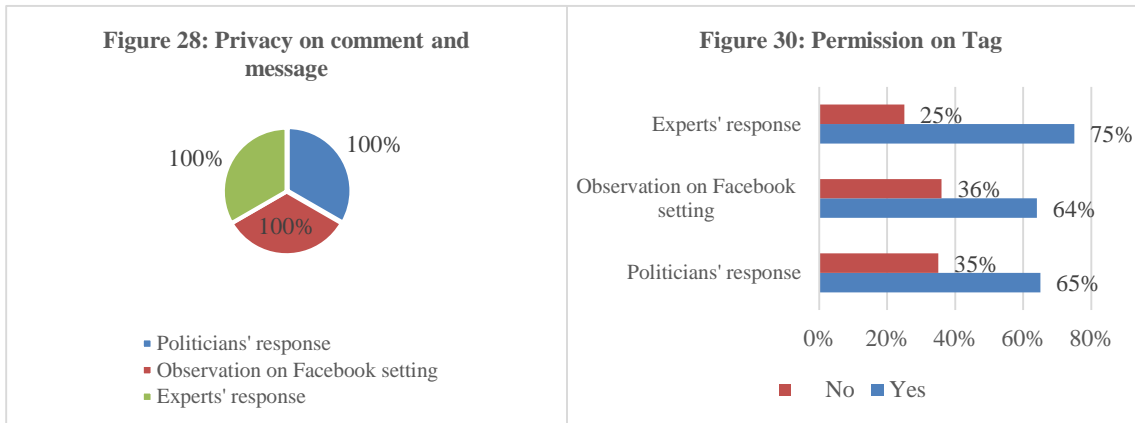 Figure 28: Privacy on comment and
message
100%
100%
100%
Politicians' response
Observation on Facebook setting
Experts' response
Figure 30: Permission on Tag
Experts' response
25%
75%
Observation on Facebook
setting
36%
64%
Politicians' response
35%
65%
0% 20% 40% 60% 80%
No Yes